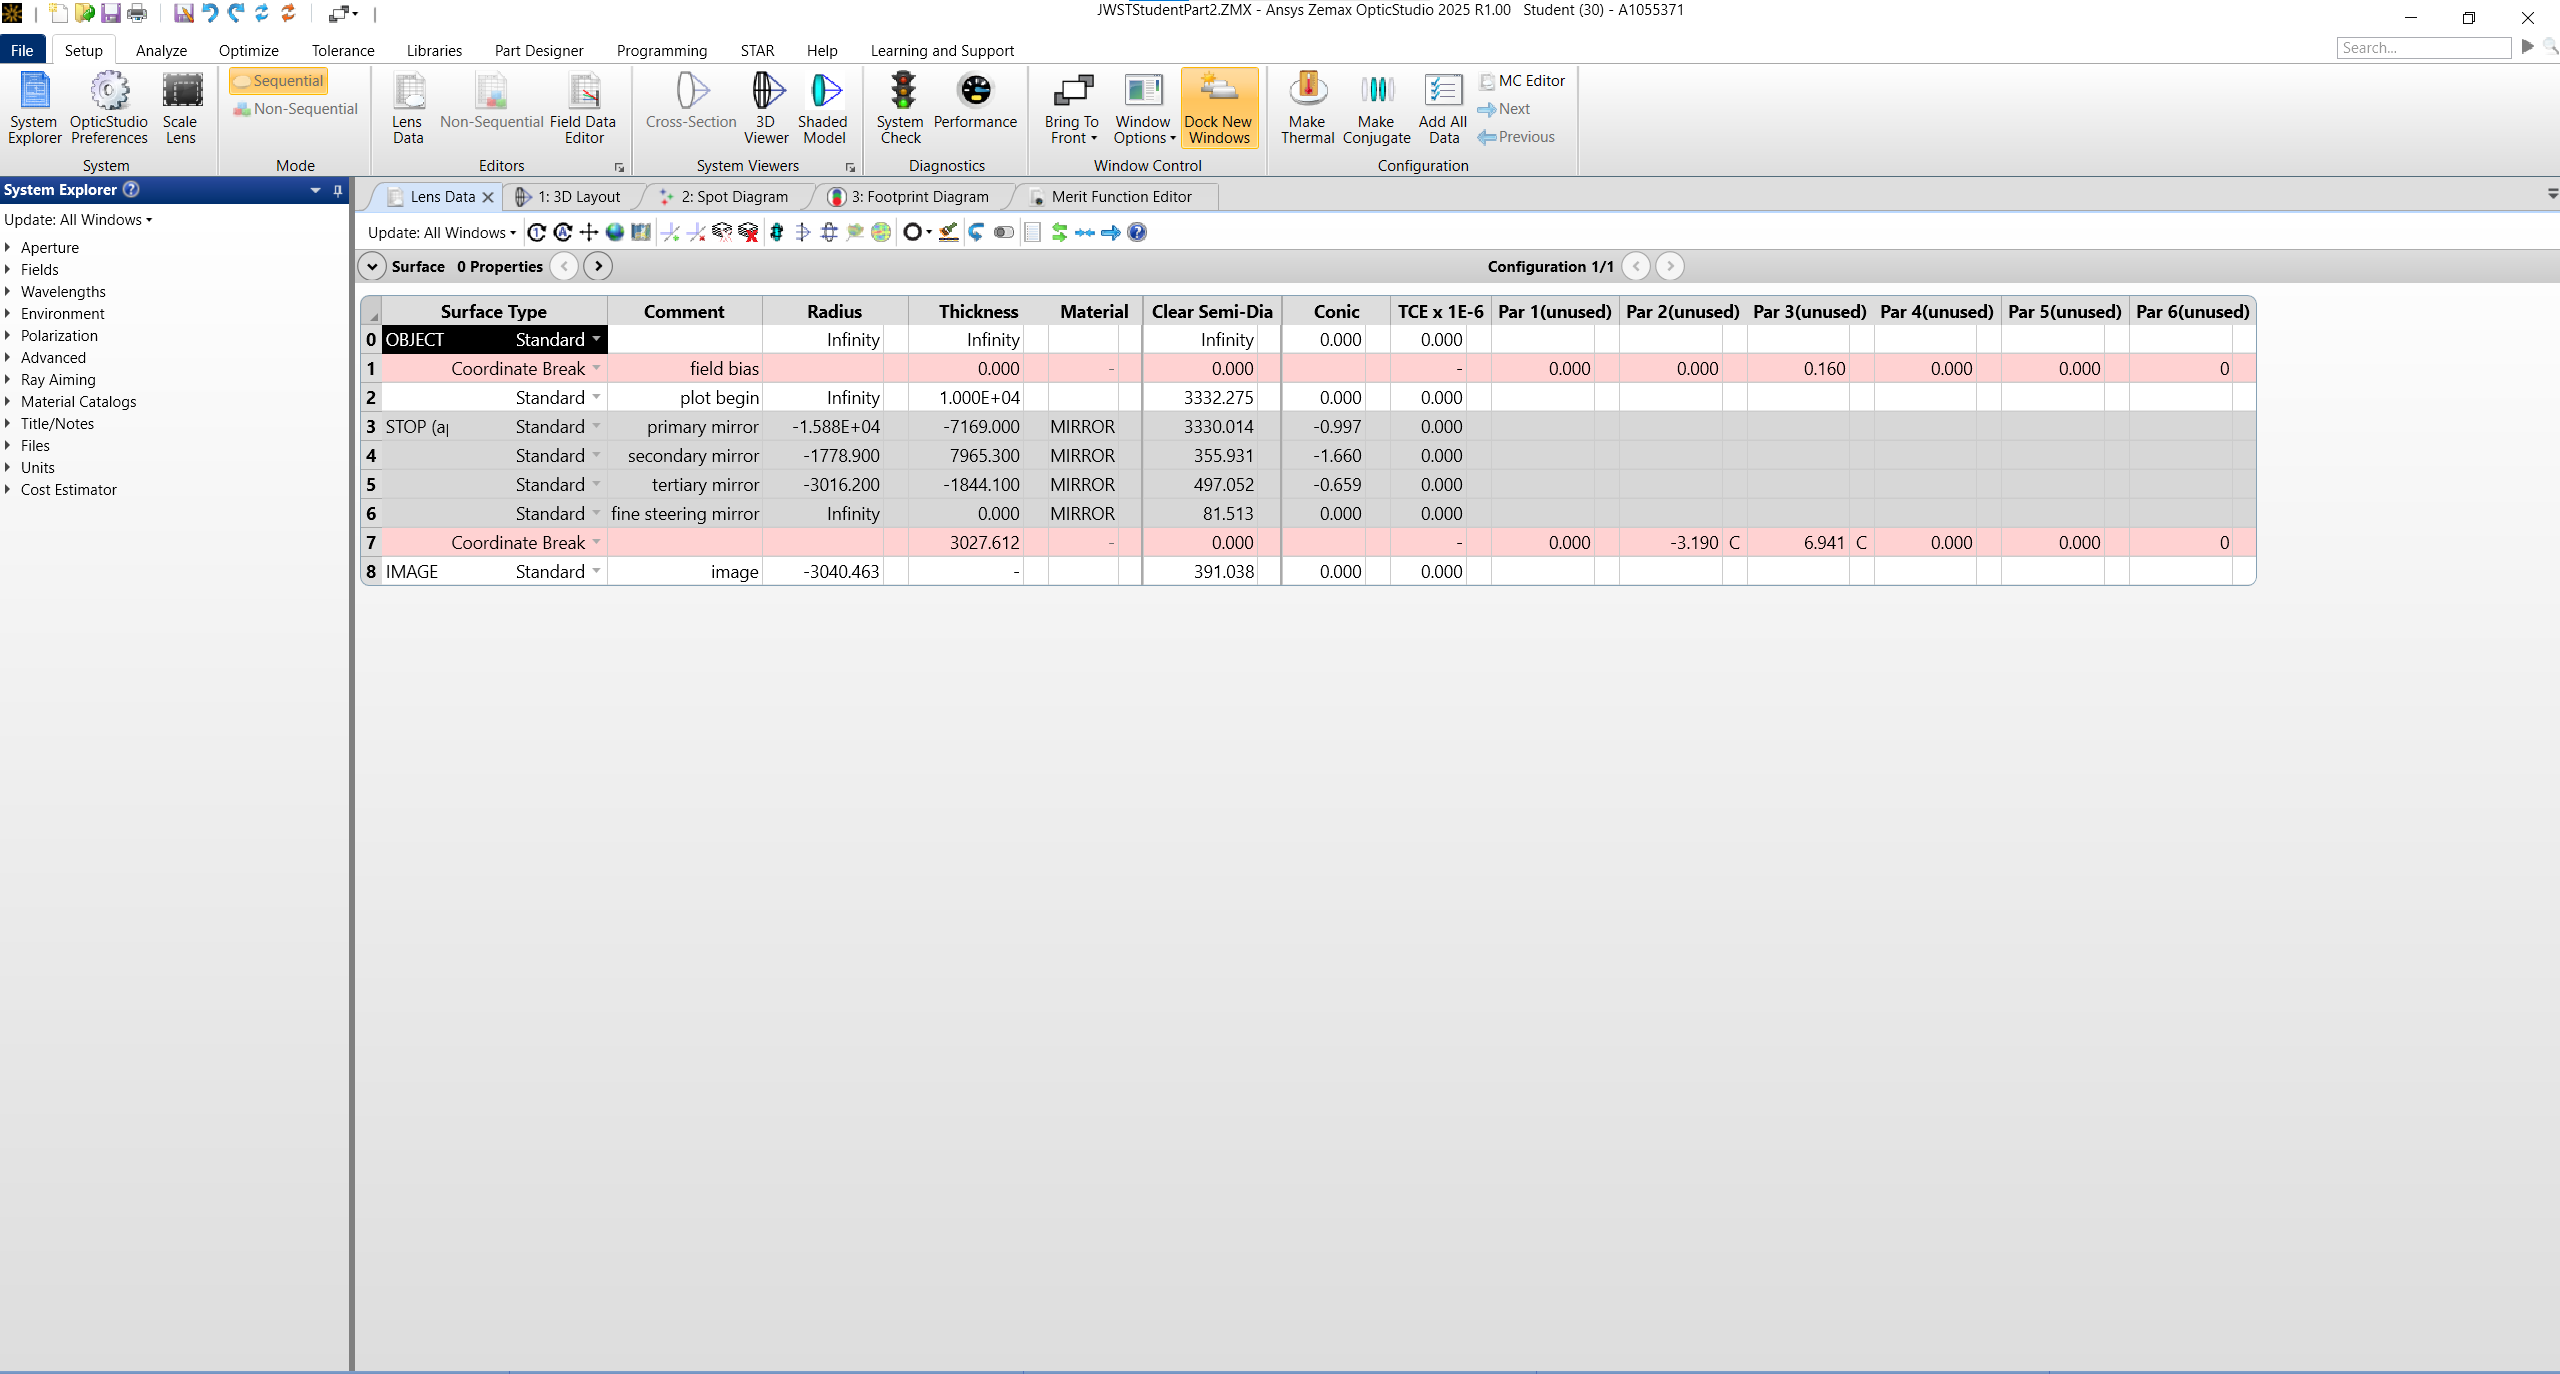 JWSTStudentPart2.ZMX - Ansys Zemax OpticStudio 2025 R1.00   Student (30) - A1055371
File Setup Analyze Optimize Tolerance Libraries Part Designer Programming STAR Help Learning and Support
Search...
Sequential
Non-Sequential
System Explorer
OpticStudio Preferences
Scale Lens
Lens Data
Non-Sequential
Field Data Editor
Cross-Section
3D Viewer
Shaded Model
System Check
Performance
Bring To Front
Window Options
Dock New Windows
Make Thermal
Make Conjugate
Add All Data
MC Editor
Next
Previous
System Mode Editors System Viewers Diagnostics Window Control Configuration
System Explorer ?
Update: All Windows
Aperture
Fields
Wavelengths
Environment
Polarization
Advanced
Ray Aiming
Material Catalogs
Title/Notes
Files
Units
Cost Estimator
Lens Data 1: 3D Layout 2: Spot Diagram 3: Footprint Diagram Merit Function Editor
Update: All Windows
Surface 0 Properties Configuration 1/1
Surface Type Comment Radius Thickness Material Clear Semi-Dia Conic TCE x 1E-6 Par 1(unused) Par 2(unused) Par 3(unused) Par 4(unused) Par 5(unused) Par 6(unused)
0 OBJECT Standard Infinity Infinity Infinity 0.000 0.000
1 Coordinate Break field bias 0.000 - 0.000 - 0.000 0.000 0.160 0.000 0.000 0
2 Standard plot begin Infinity 1.000E+04 3332.275 0.000 0.000
3 STOP (a Standard primary mirror -1.588E+04 -7169.000 MIRROR 3330.014 -0.997 0.000
4 Standard secondary mirror -1778.900 7965.300 MIRROR 355.931 -1.660 0.000
5 Standard tertiary mirror -3016.200 -1844.100 MIRROR 497.052 -0.659 0.000
6 Standard fine steering mirror Infinity 0.000 MIRROR 81.513 0.000 0.000
7 Coordinate Break 3027.612 - 0.000 - 0.000 -3.190 C 6.941 C 0.000 0.000 0
8 IMAGE Standard image -3040.463 - 391.038 0.000 0.000